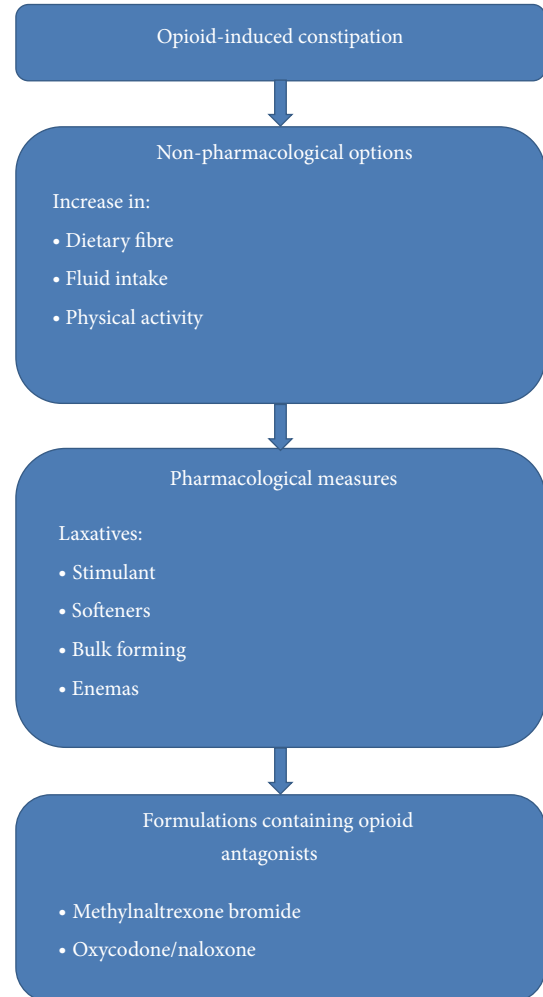 Opioid-induced constipation
Non-pharmacological options
Increase in:
• Dietary fibre
• Fluid intake
• Physical activity
Pharmacological measures
Laxatives:
• Stimulant
• Softeners
• Bulk forming
• Enemas
Formulations containing opioid
antagonists
• Methylnaltrexone bromide
• Oxycodone/naloxone